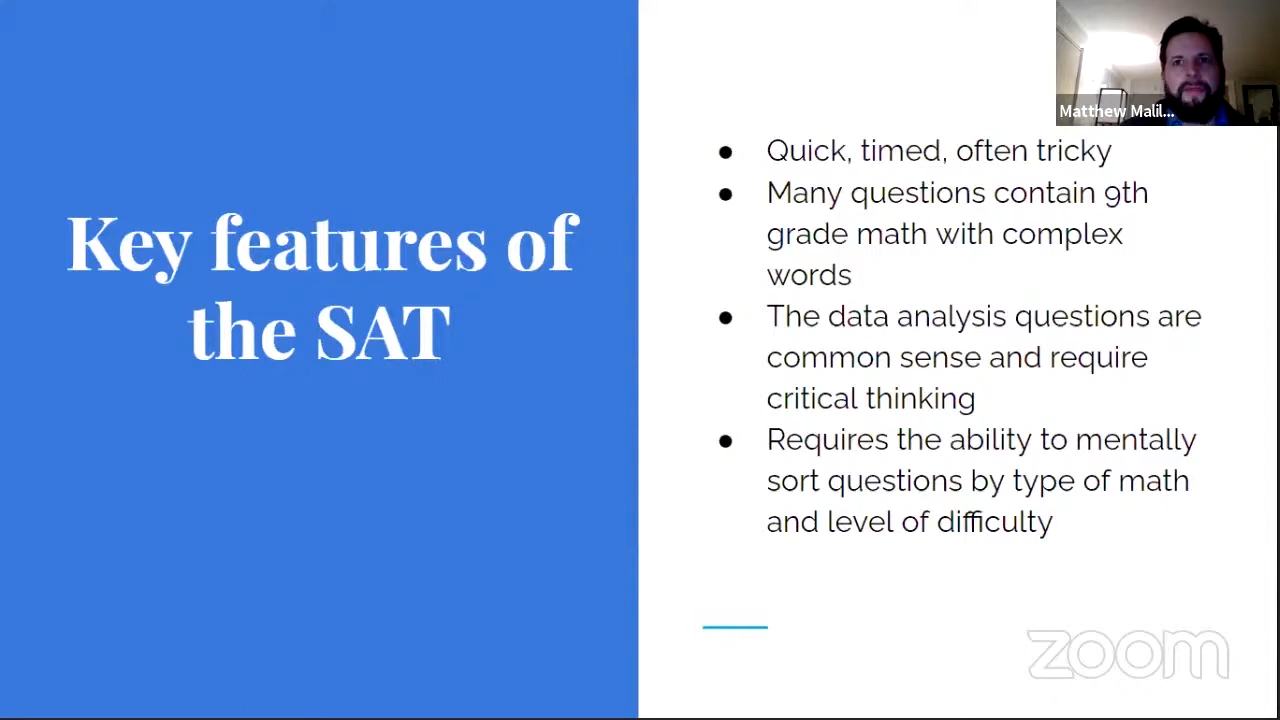 Key features of
the SAT
Matthew Malil...
● Quick, timed, often tricky
● Many questions contain 9th
grade math with complex
words
● The data analysis questions are
common sense and require
critical thinking
● Requires the ability to mentally
sort questions by type of math
and level of difficulty
zoom